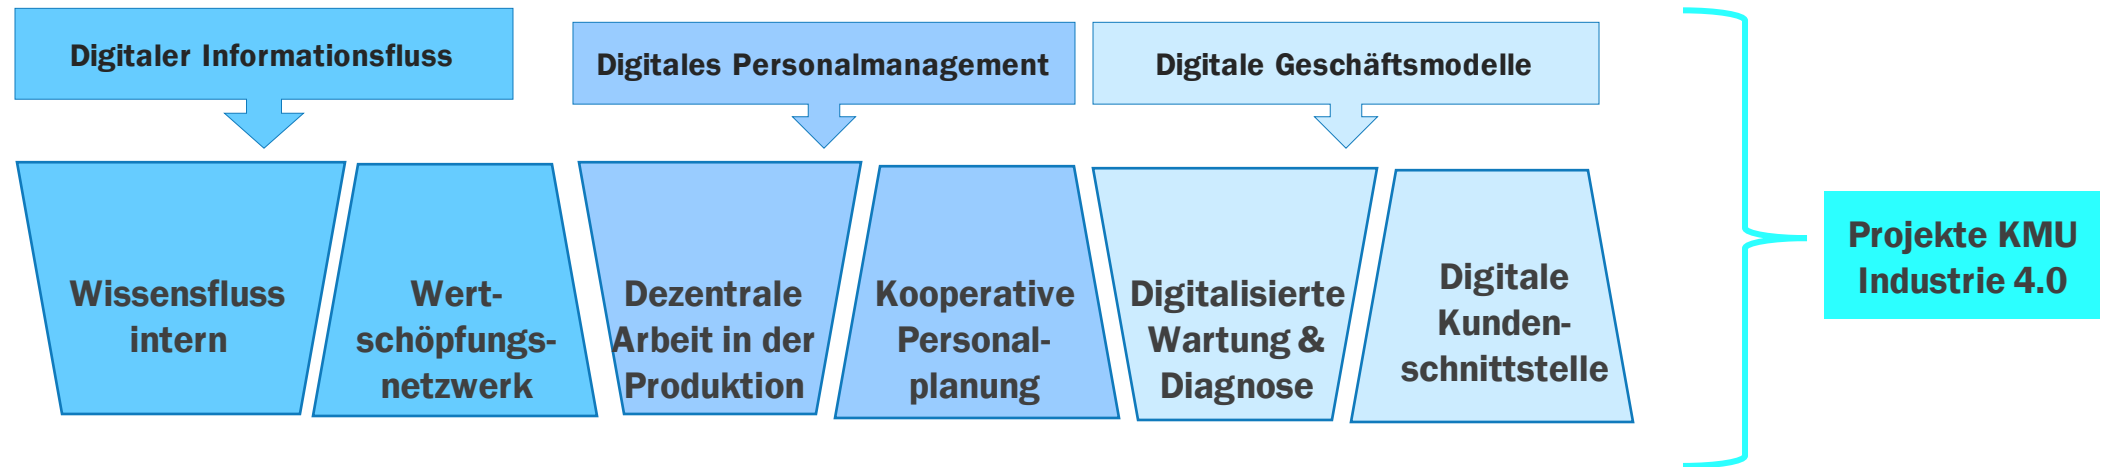 Digitaler Informationsfluss
Digitales Personalmanagement
Digitale Geschäftsmodelle
Wissensfluss
intern
Wert-
schöpfungs-
netzwerk
Dezentrale
Arbeit in der
Produktion
Kooperative
Personal-
planung
Digitalisierte
Wartung &
Diagnose
Digitale
Kunden-
schnittstelle
Projekte KMU
Industrie 4.0